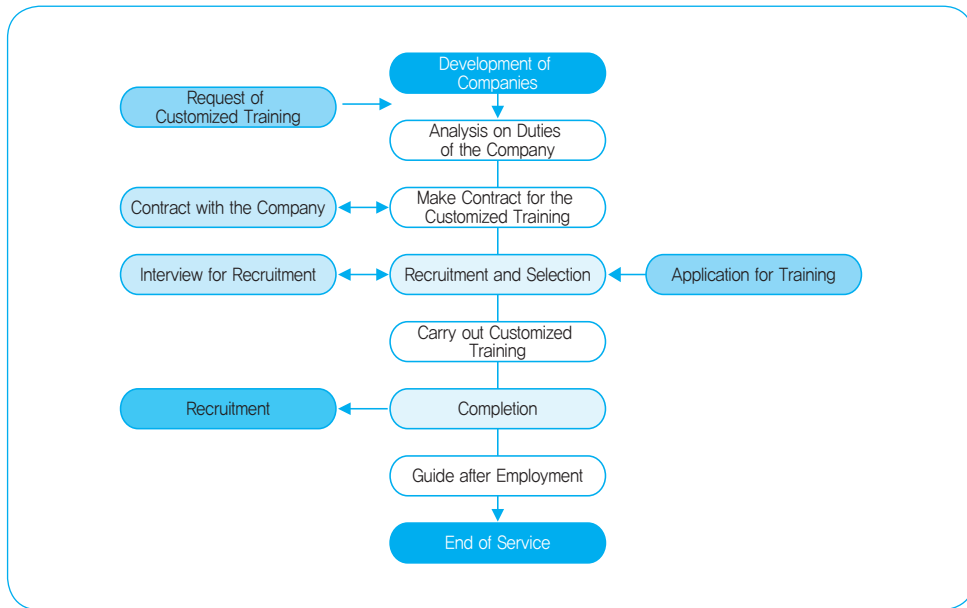 Development of
Companies
Request of
Customized Training
Analysis on Duties
of the Company
Contract with the Company
Make Contract for the
Customized Training
Interview for Recruitment
Recruitment and Selection
Application for Training
Carry out Customized
Training
Recruitment
Completion
Guide after Employment
End of Service